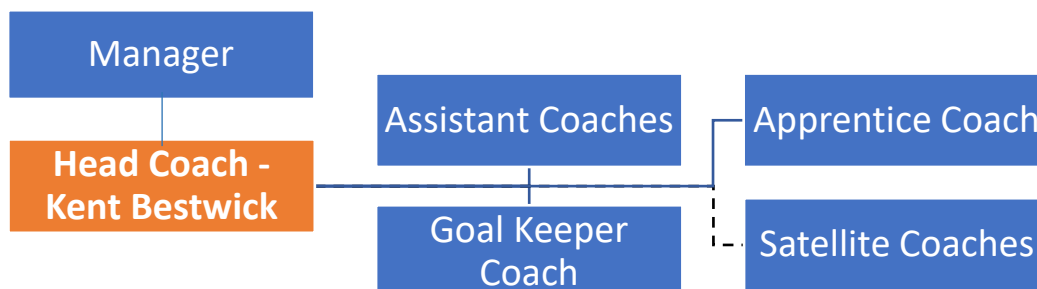 Manager
Head Coach -
Kent Bestwick
Assistant Coaches
Goal Keeper
Coach
Apprentice Coach
Satellite Coaches